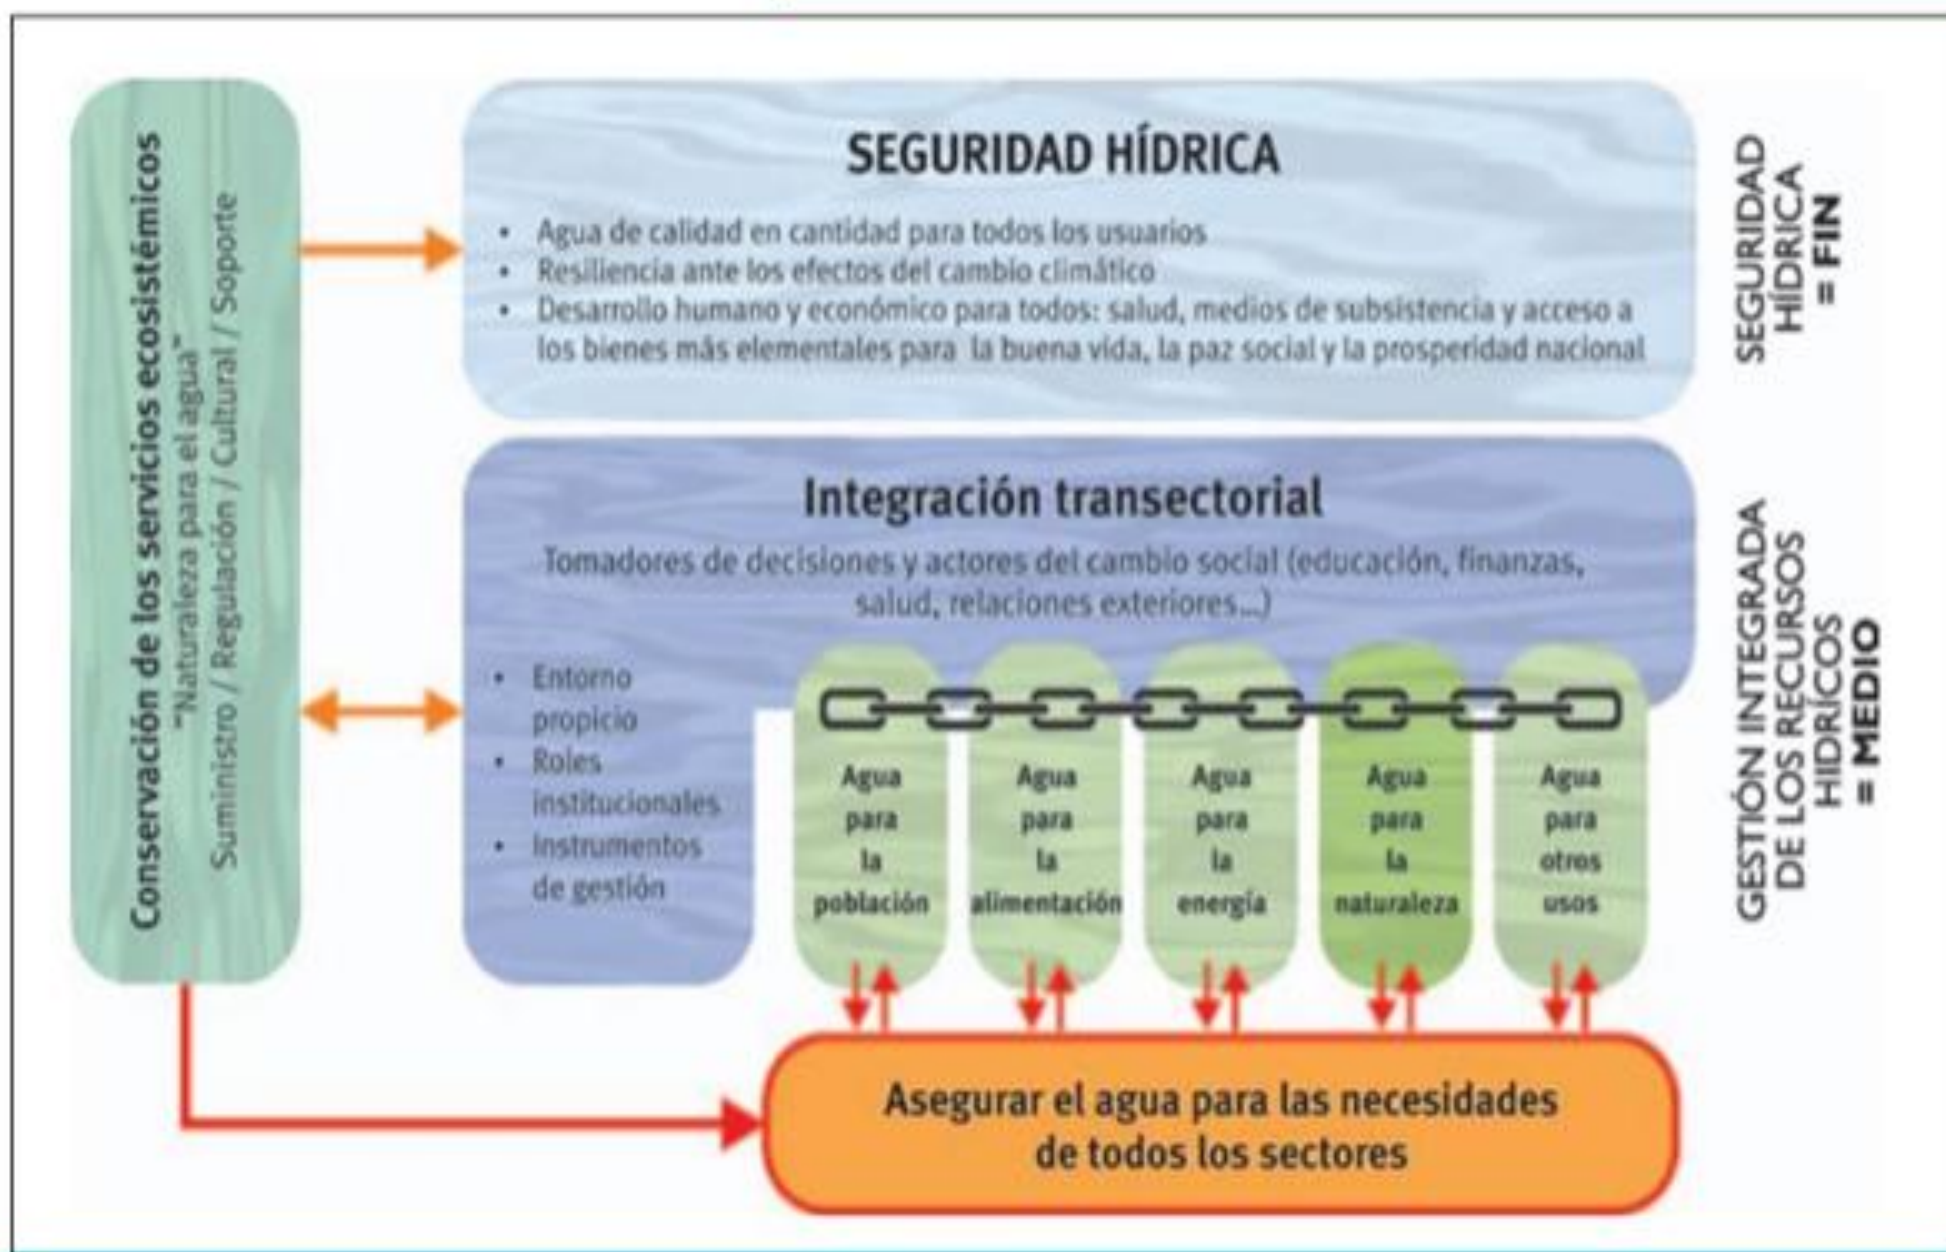 Conservación de los servicios ecosistémicos
"Naturaleza para el agua"
Suministro / Regulación / Cultural / Soporte
SEGURIDAD HÍDRICA
• Agua de calidad en cantidad para todos los usuarios
• Resiliencia ante los efectos del cambio climático
• Desarrollo humano y económico para todos: salud, medios de subsistencia y acceso a
los bienes más elementales para la buena vida, la paz social y la prosperidad nacional
SEGURIDAD
HÍDRICA
= FIN
Integración transectorial
Tomadores de decisiones y actores del cambio social (educación, finanzas,
salud, relaciones exteriores...)
• Entorno
propicio
• Roles
institucionales
• Instrumentos
de gestión
Agua
para
la
población
Agua
para
la
alimentación
Agua
para
la
energía
Agua
para
la
naturaleza
Agua
para
otros
usos
GESTIÓN INTEGRADA
DE LOS RECURSOS
HIDRÍCOS
= MEDIO
Asegurar el agua para las necesidades
de todos los sectores